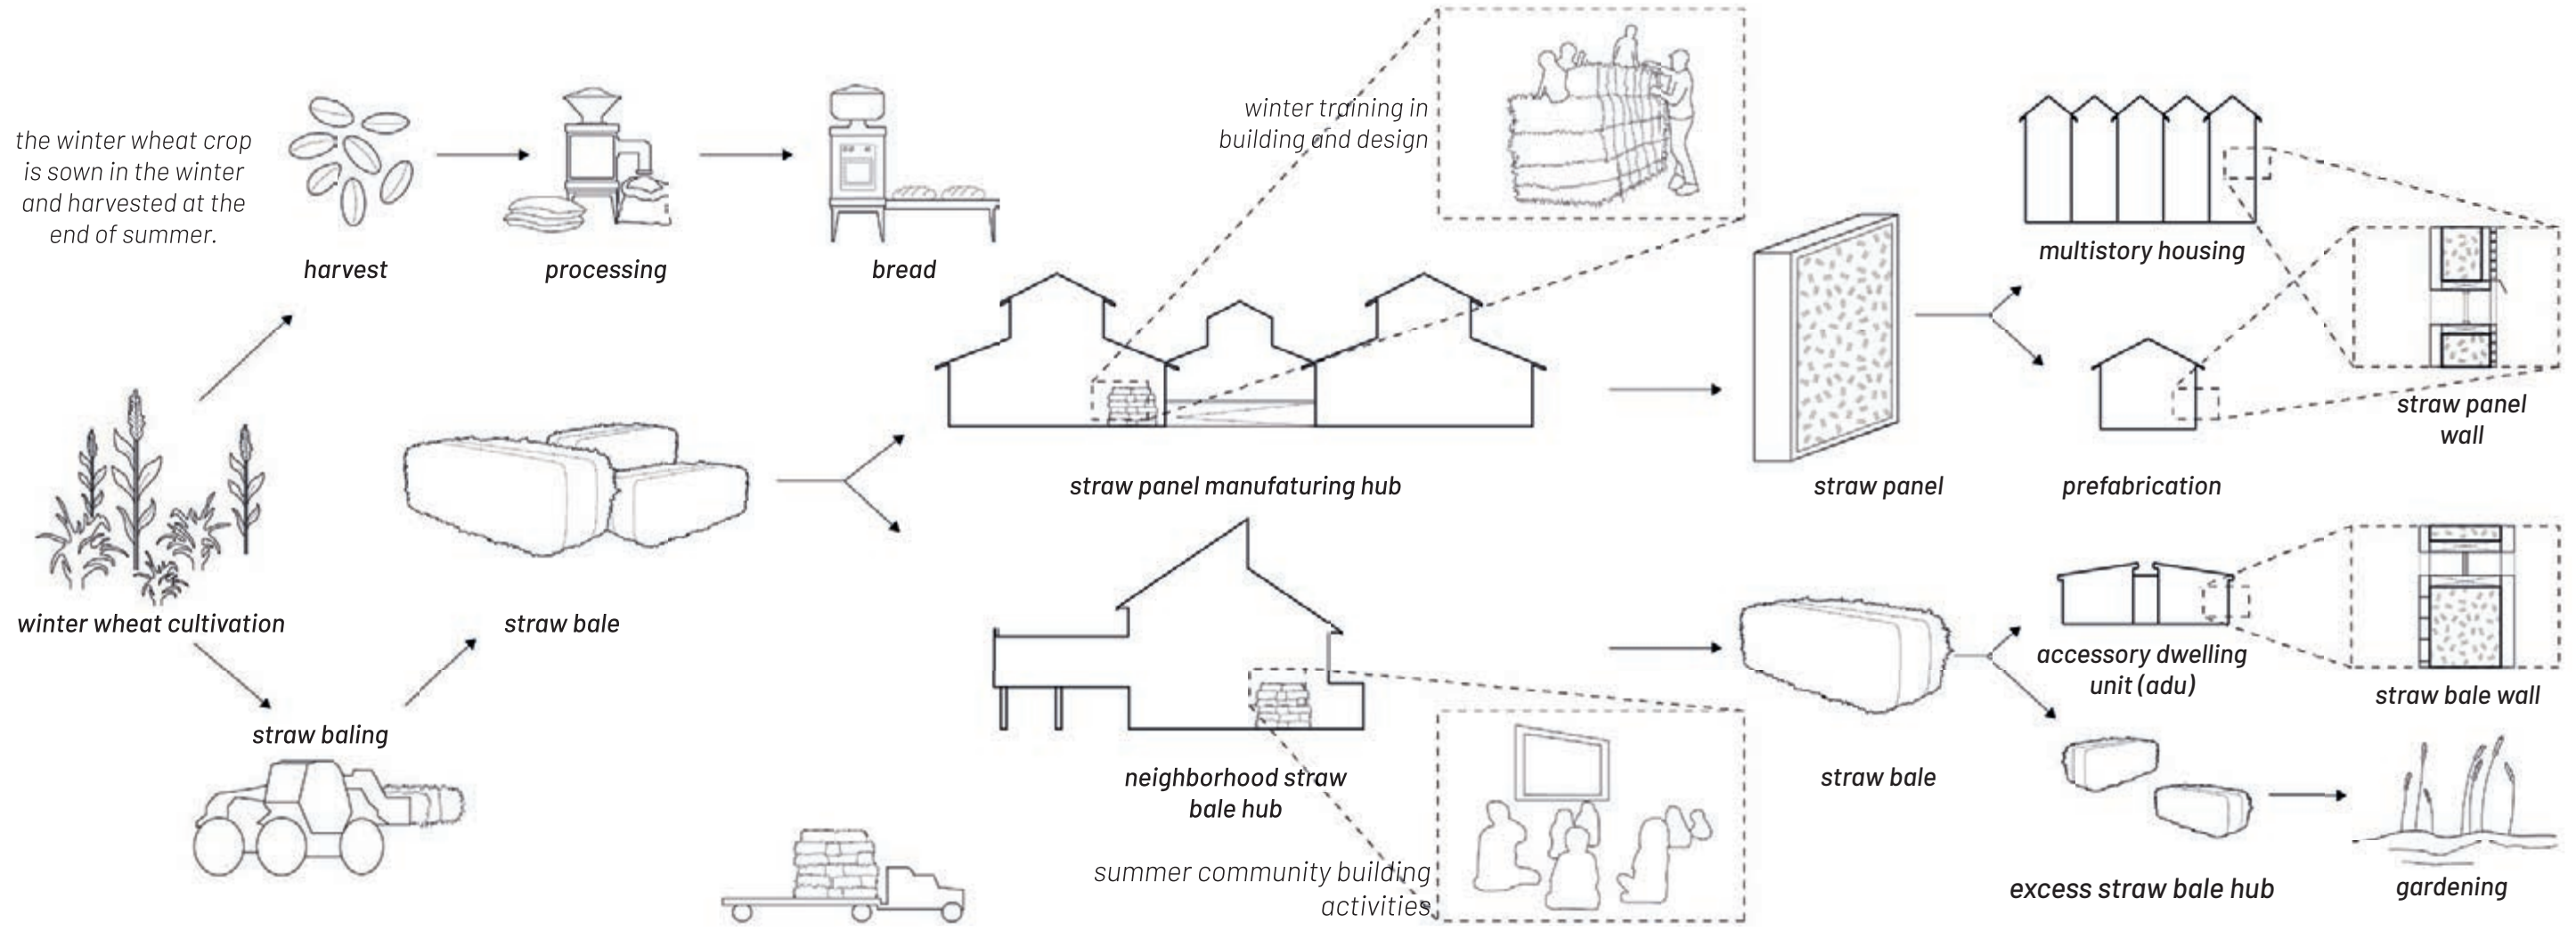 the winter wheat crop
is sown in the winter
and harvested at the
end of summer.
harvest
processing
bread
winter training in
building and design
multistory housing
straw panel
wall
winter wheat cultivation
straw baling
straw bale
straw panel manufaturing hub
straw panel
prefabrication
neighborhood straw
bale hub
summer community building
activities
straw bale
accessory dwelling
unit (adu)
straw bale wall
excess straw bale hub
gardening